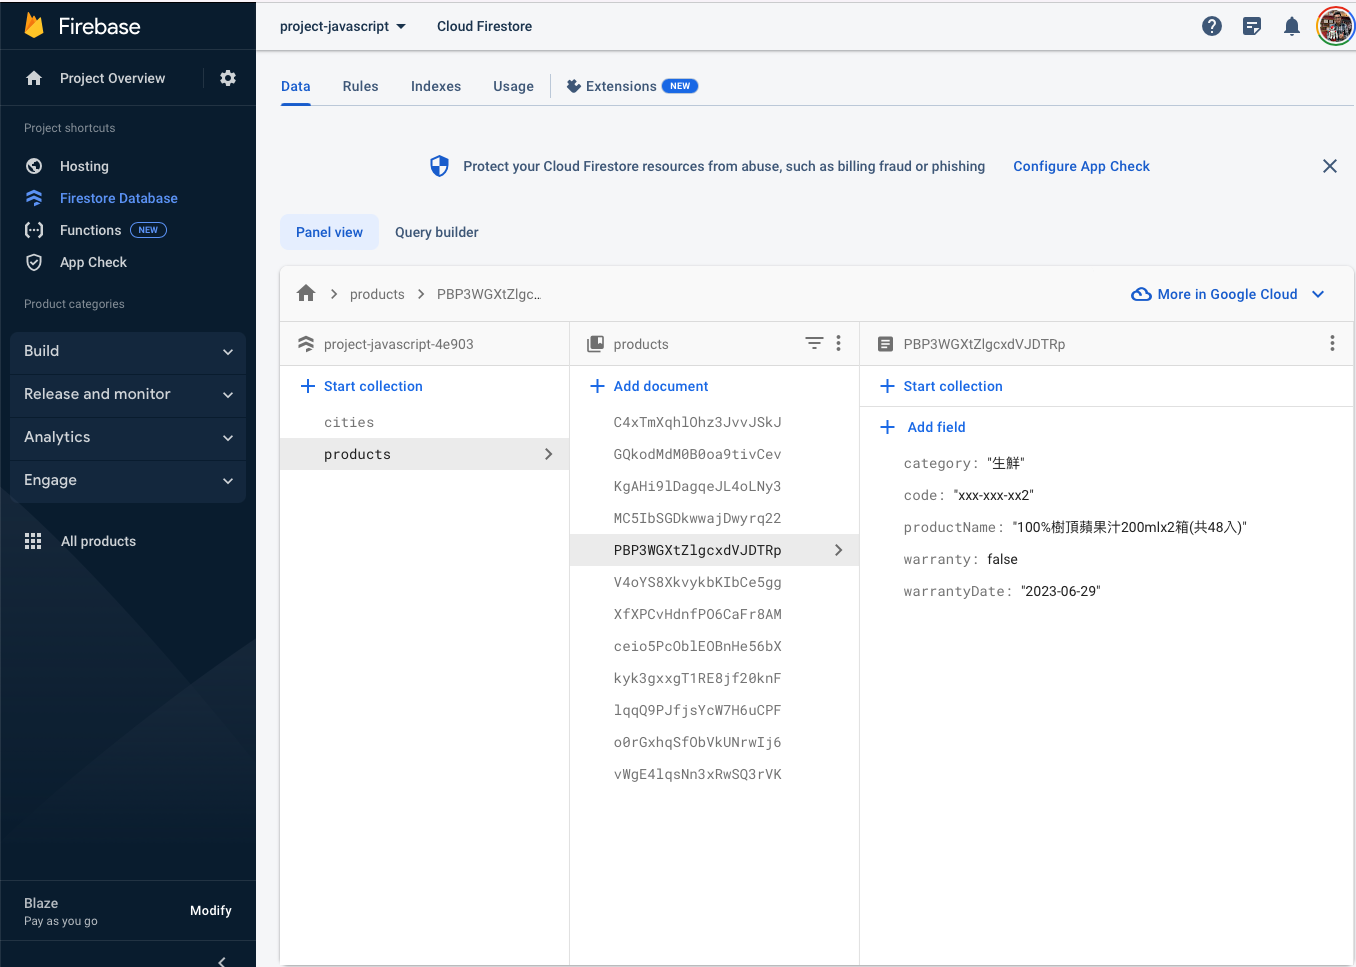 Firebase
project-javascript
Cloud Firestore
Project Overview
Data
Rules
Indexes
Usage
Extensions
NEW
Project shortcuts
Hosting
Firestore Database
Functions
NEW
App Check
Product categories
Build
Release and monitor
Analytics
Engage
All products
Blaze
Pay as you go
Modify
Protect your Cloud Firestore resources from abuse, such as billing fraud or phishing
Configure App Check
Panel view
Query builder
products
PBP3WGXtZlgc…
More in Google Cloud
project-javascript-4e903
Start collection
cities
products
products
Add document
C4xTmXqhlOhz3JvvJSkJ
GQkodMdM0B0oa9tivCev
KgAHi9lDagqeJL4oLNy3
MC5IbSGDkwwajDwyrq22
PBP3WGXtZlgcxdVJDTRp
V4oYS8XkvykbKIbCe5gg
XfXPCvHdnfPO6CaFr8AM
ceio5PcOblEOBnHe56bX
kyk3gxxgT1RE8jf20knF
lqqQ9PJfjsYcW7H6uCPF
o0rGxhqSfObVkUNrwIj6
vWgE4lqsNn3xRwSQ3rVK
PBP3WGXtZlgcxdVJDTRp
Start collection
Add field
category: "生鮮"
code: "xxx-xxx-xx2"
productName: "100%樹頂蘋果汁200mlx2箱(共48入)"
warranty: false
warrantyDate: "2023-06-29"